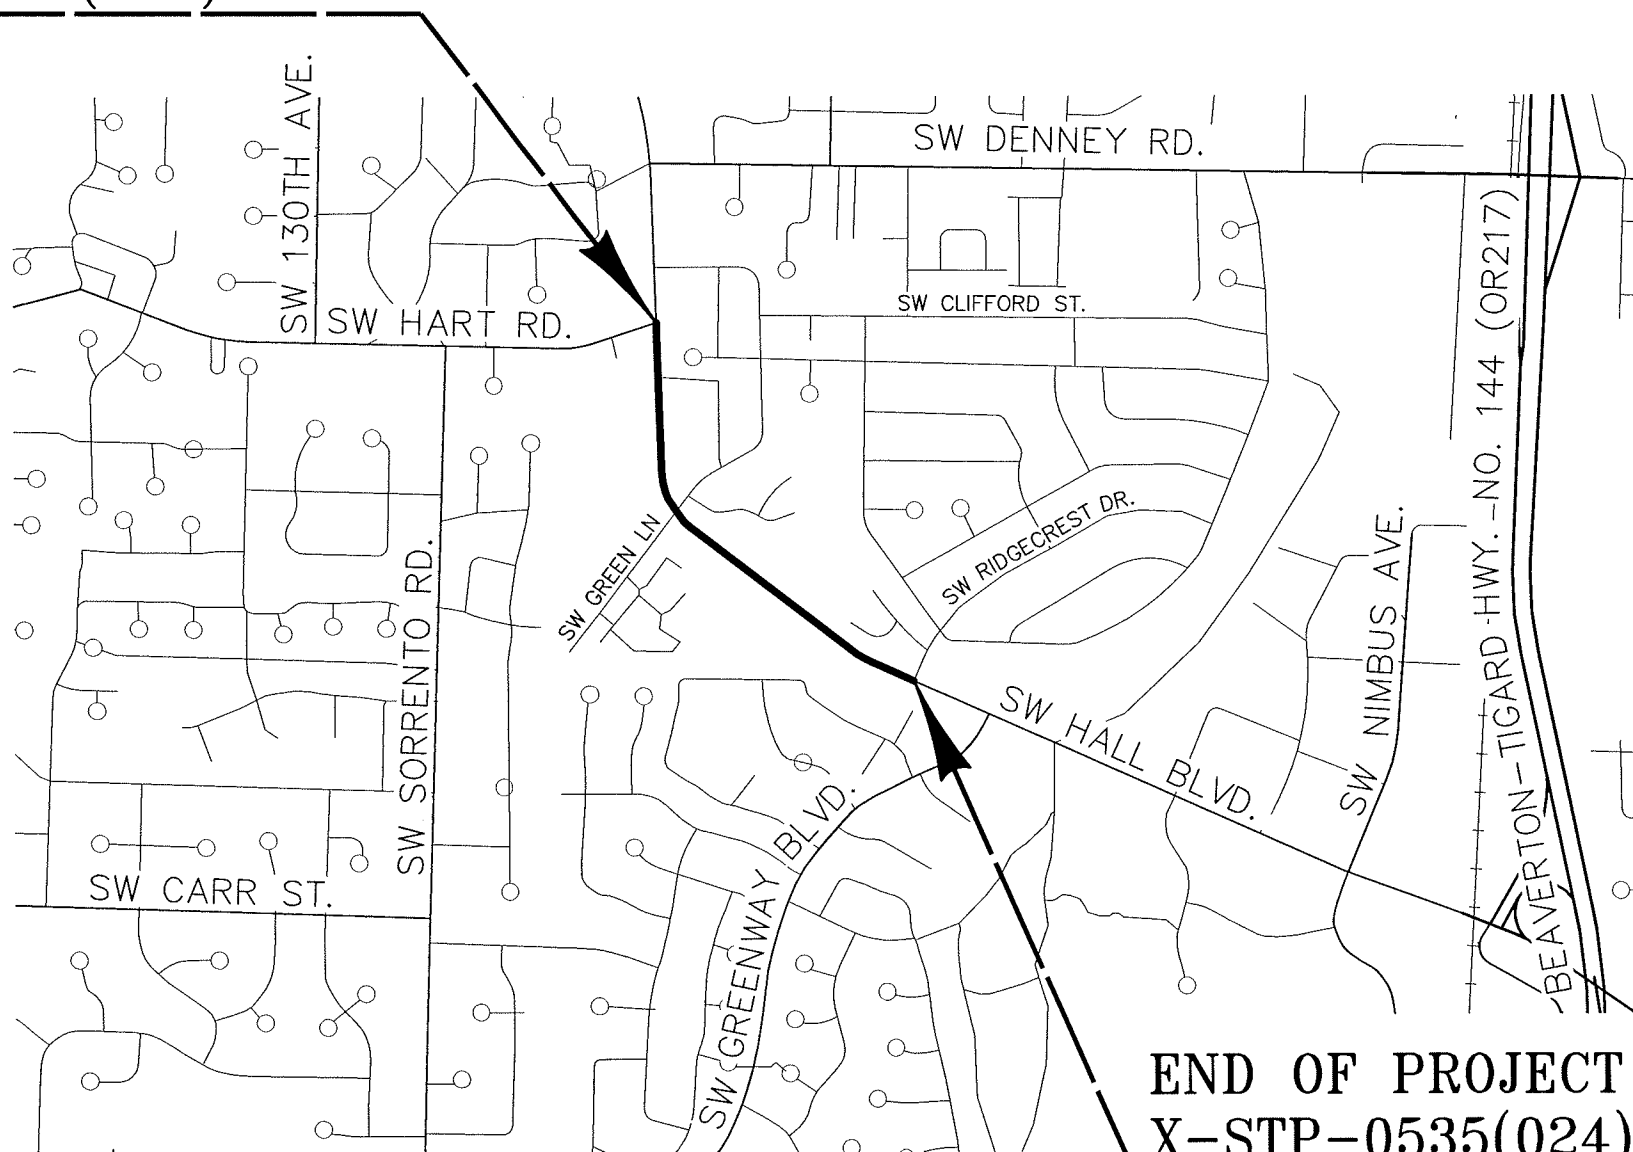 SW 130TH AVE.
SW DENNEY RD.
SW HART RD.
SW CLIFFORD ST.
BEAVERTON-TIGARD HWY.-NO. 144 (OR217)
SW GREEN LN
SW RIDGECREST DR.
SW NIMBUS AVE.
SW SORRENTO RD.
SW HALL BLVD.
SW GREENWAY BLVD.
SW CARR ST.
END OF PROJECT
X-STP-0535(024)